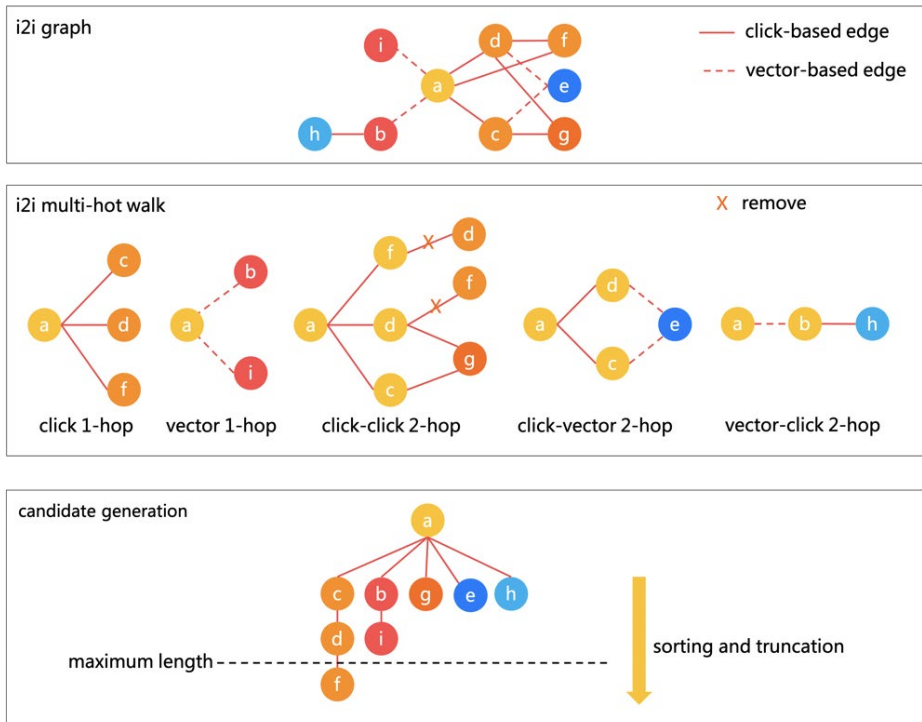 i2i graph
i
d
f
click-based edge
a
e
vector-based edge
h
b
c
g
i2i multi-hot walk
X remove
c
a
d
f
click 1-hop
b
a
i
vector 1-hop
f
X
d
f
X
a
d
g
c
click-click 2-hop
d
a
e
c
click-vector 2-hop
a
b
h
vector-click 2-hop
candidate generation
a
c
b
g
e
h
d
i
sorting and truncation
maximum length
f